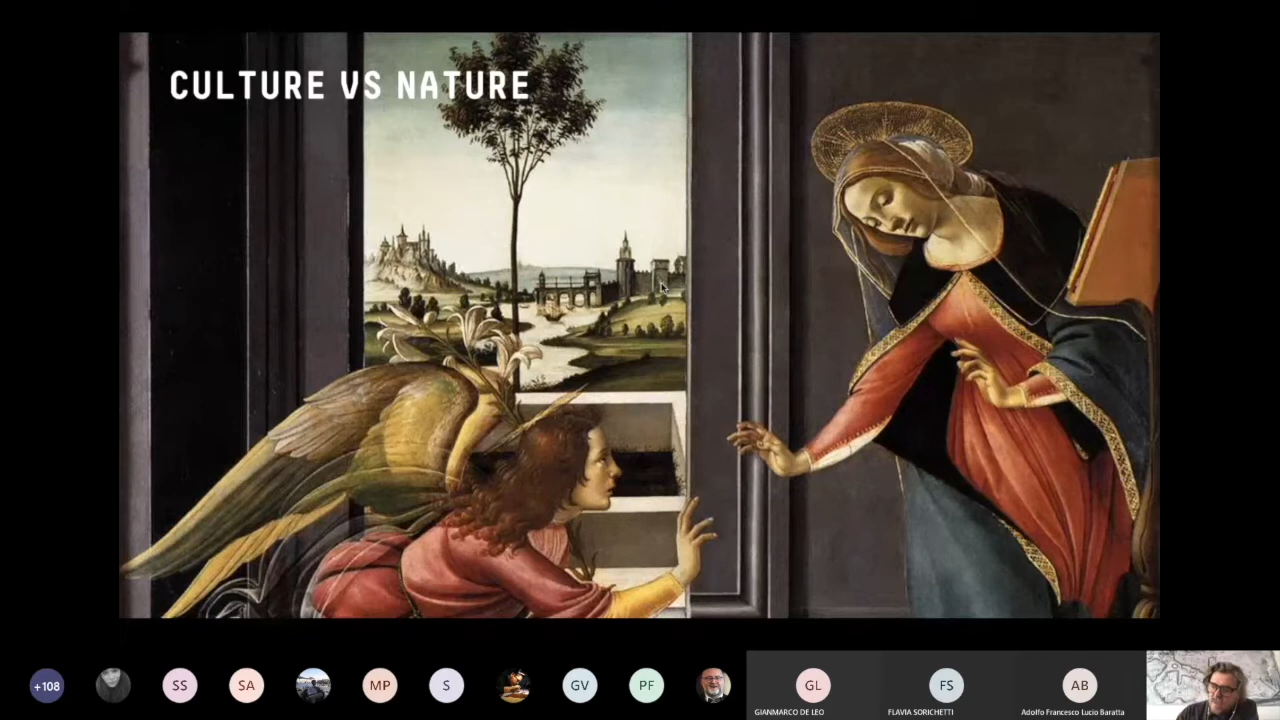 CULTURE VS NATURE
+108
SS
SA
MP
S
GV
PF
GL
FS
AB
GIANMARCO DE LEO
FLAVIA SORICHETTI
Adolfo Francesco Lucio Baratta